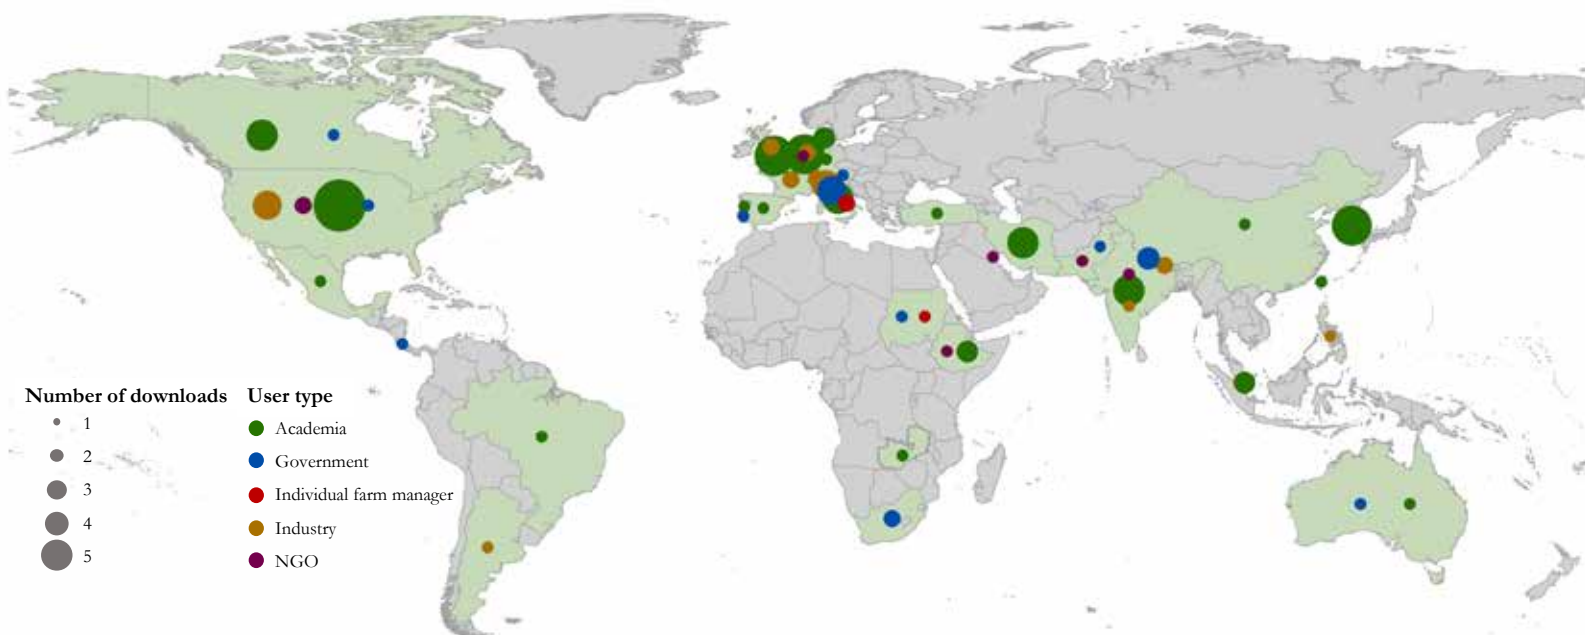 Number of downloads
1
2
3
4
5
User type
Academia
Government
Individual farm manager
Industry
NGO